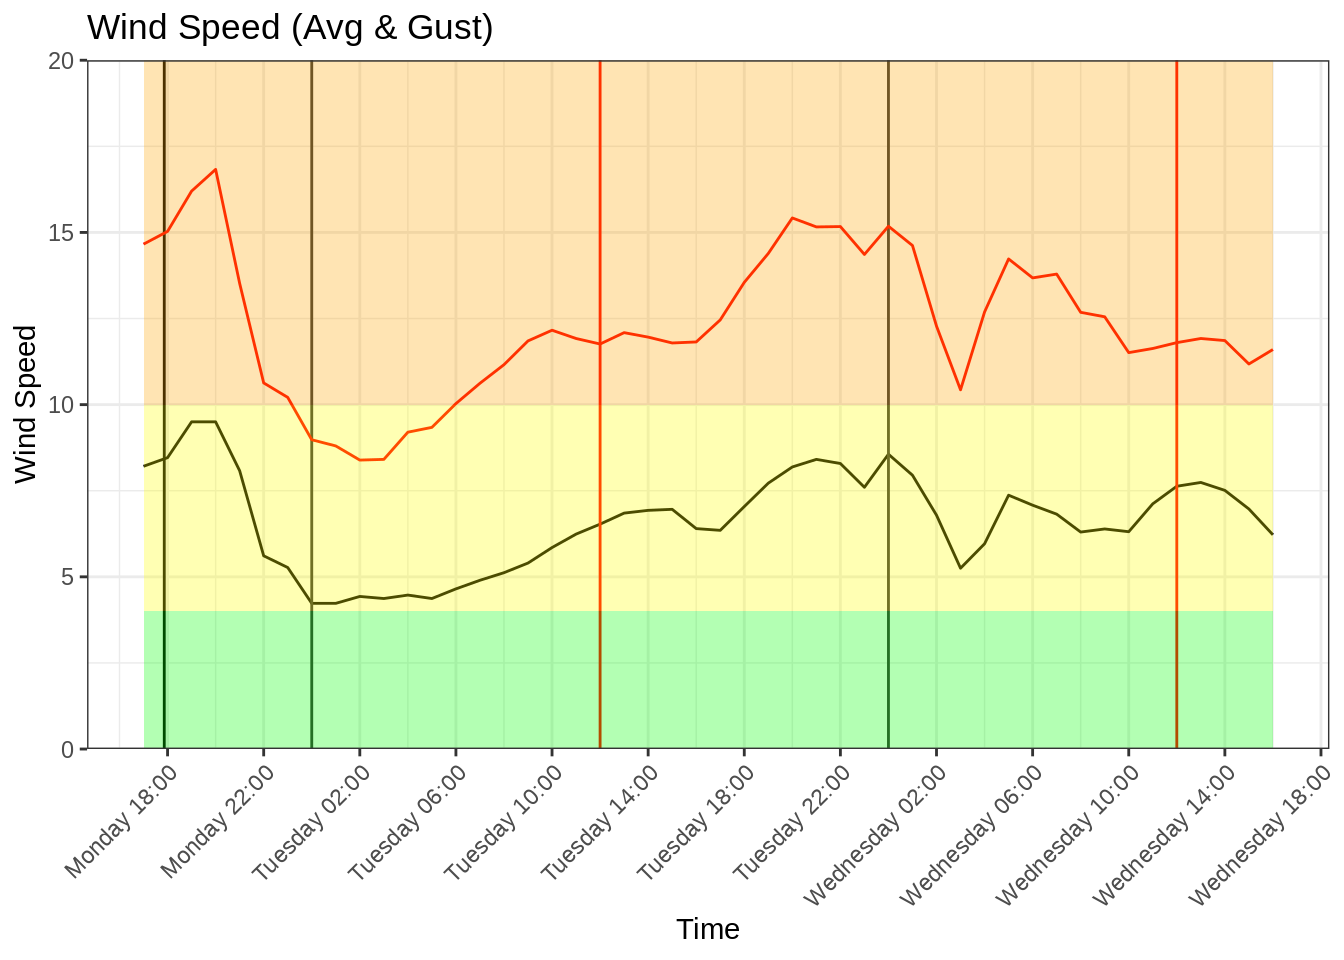 Wind Speed (Avg & Gust)
20
15
10
5
0
Wind Speed
Monday 18:00
Monday 22:00
Tuesday 02:00
Tuesday 06:00
Tuesday 10:00
Tuesday 14:00
Tuesday 18:00
Tuesday 22:00
Wednesday 02:00
Wednesday 06:00
Wednesday 10:00
Wednesday 14:00
Wednesday 18:00
Time